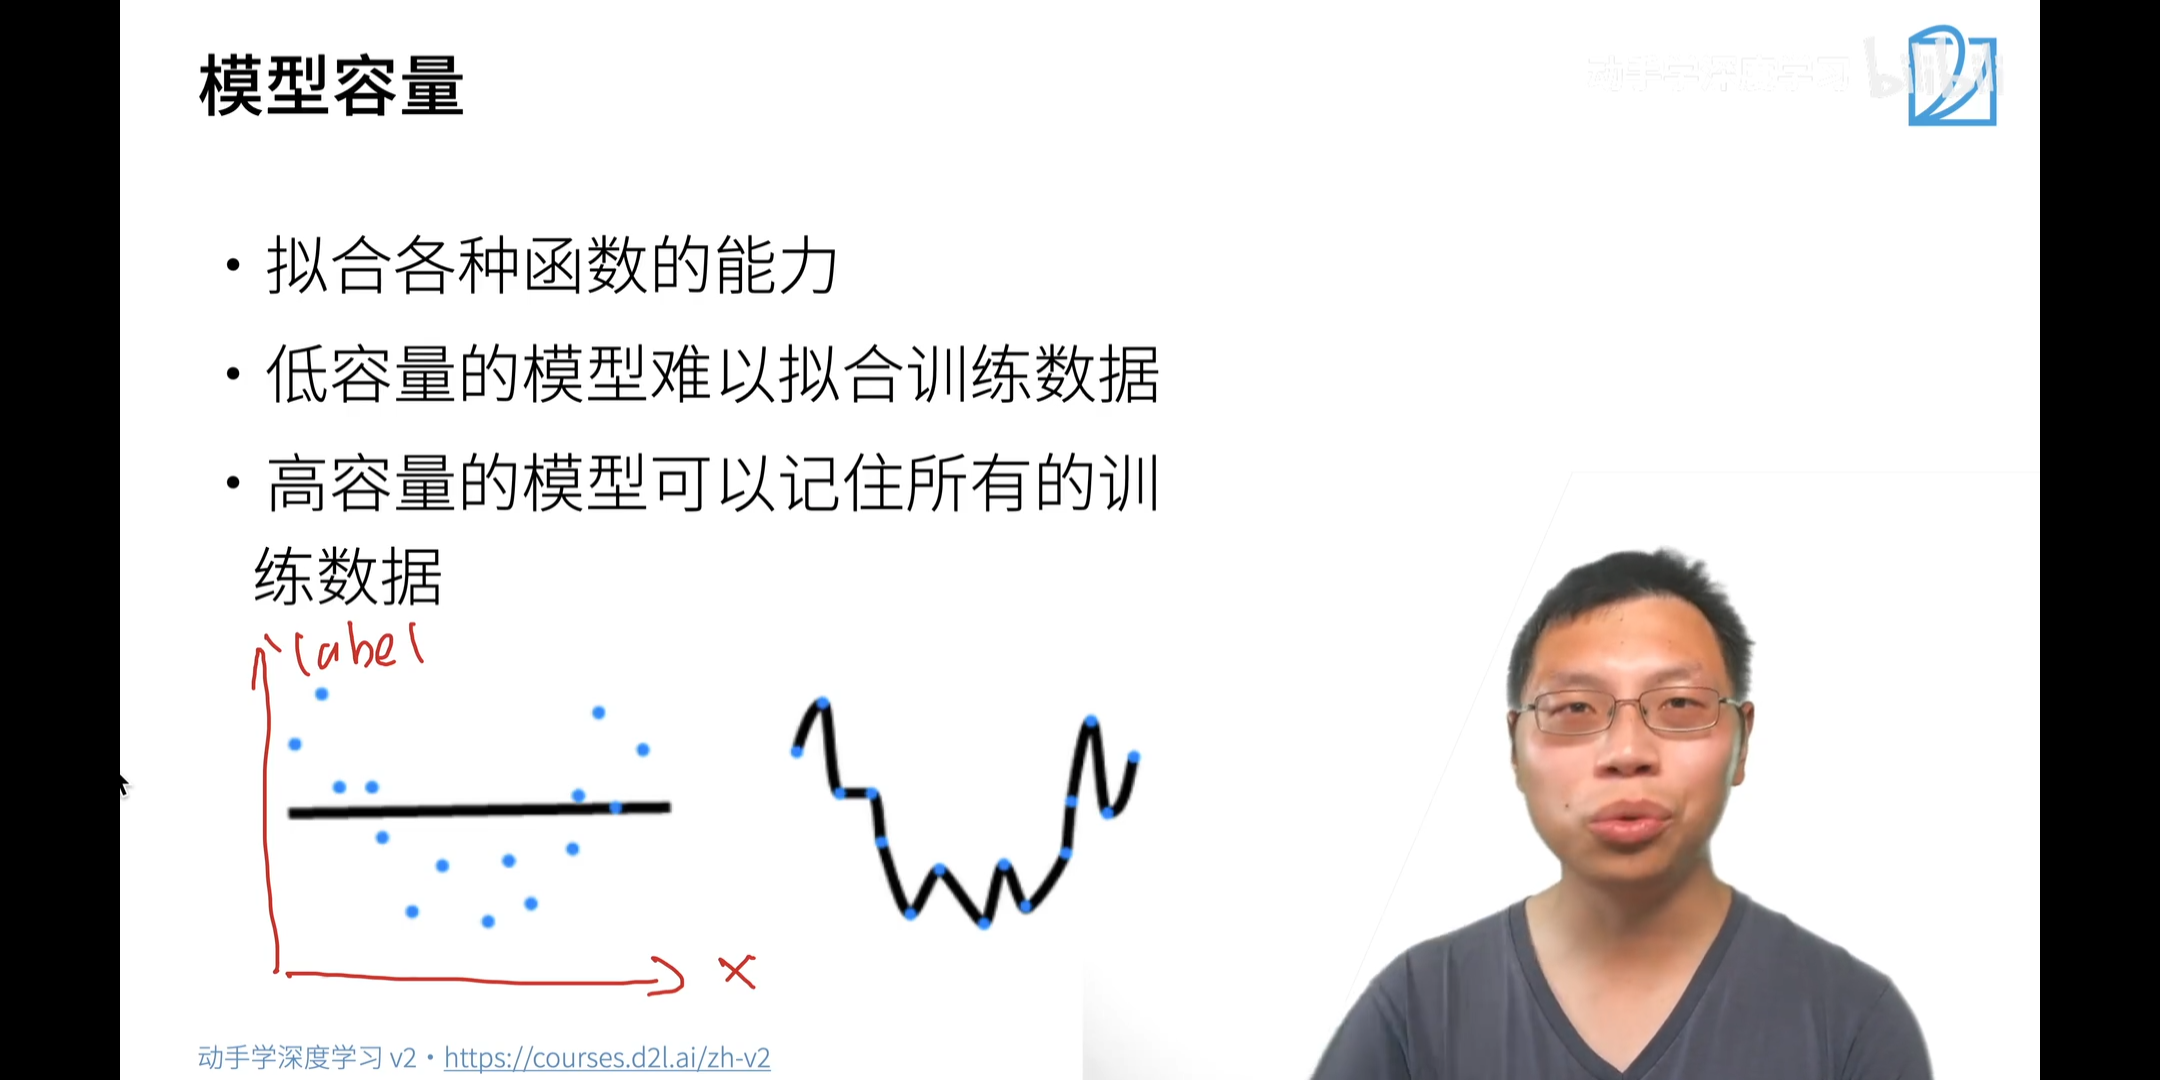 模型容量
动手学深度学习 bilibili
• 拟合各种函数的能力
• 低容量的模型难以拟合训练数据
• 高容量的模型可以记住所有的训
练数据
label
x
动手学深度学习 v2 • https://courses.d2l.ai/zh-v2